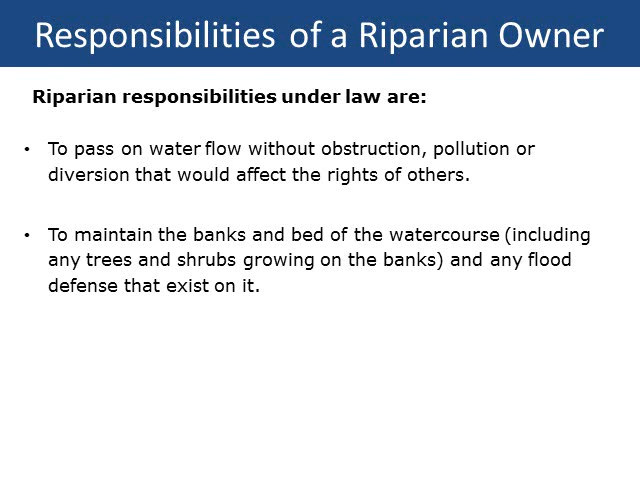 Responsibilities of a Riparian Owner
Riparian responsibilities under law are:
• To pass on water flow without obstruction, pollution or
diversion that would affect the rights of others.
• To maintain the banks and bed of the watercourse (including
any trees and shrubs growing on the banks) and any flood
defense that exist on it.